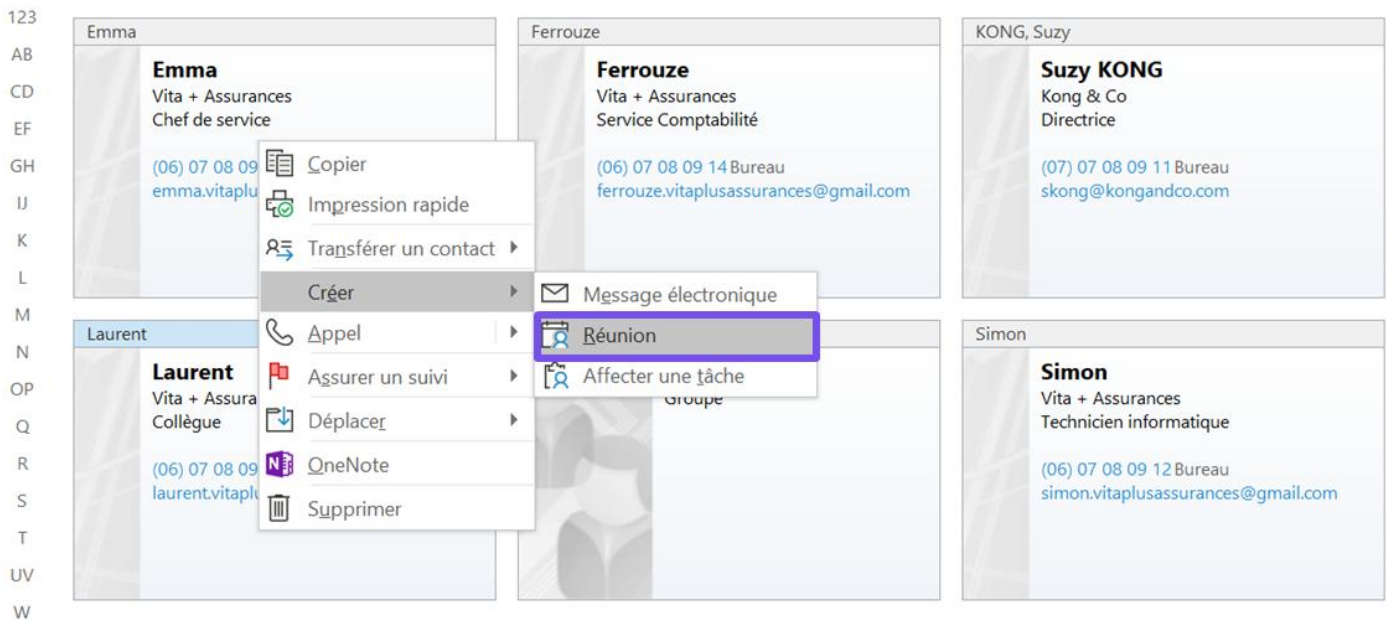 123
AB
CD
EF
GH
IJ
K
L
M
N
OP
Q
R
S
T
UV
W
Emma
Emma
Vita + Assurances
Chef de service
(06) 07 08 09
emma.vitaplu
Ferrouze
Ferrouze
Vita + Assurances
Service Comptabilité
(06) 07 08 09 14 Bureau
ferrouze.vitaplusassurances@gmail.com
KONG, Suzy
Suzy KONG
Kong & Co
Directrice
(07) 07 08 09 11 Bureau
skong@kongandco.com
Copier
Impression rapide
Transférer un contact
Créer
Appel
Assurer un suivi
Déplacer
OneNote
Supprimer
Message électronique
Réunion
Affecter une tâche
Laurent
Laurent
Vita + Assura
Collègue
(06) 07 08 09
laurent.vitaplu
Groupe
Simon
Simon
Vita + Assurances
Technicien informatique
(06) 07 08 09 12 Bureau
simon.vitaplusassurances@gmail.com